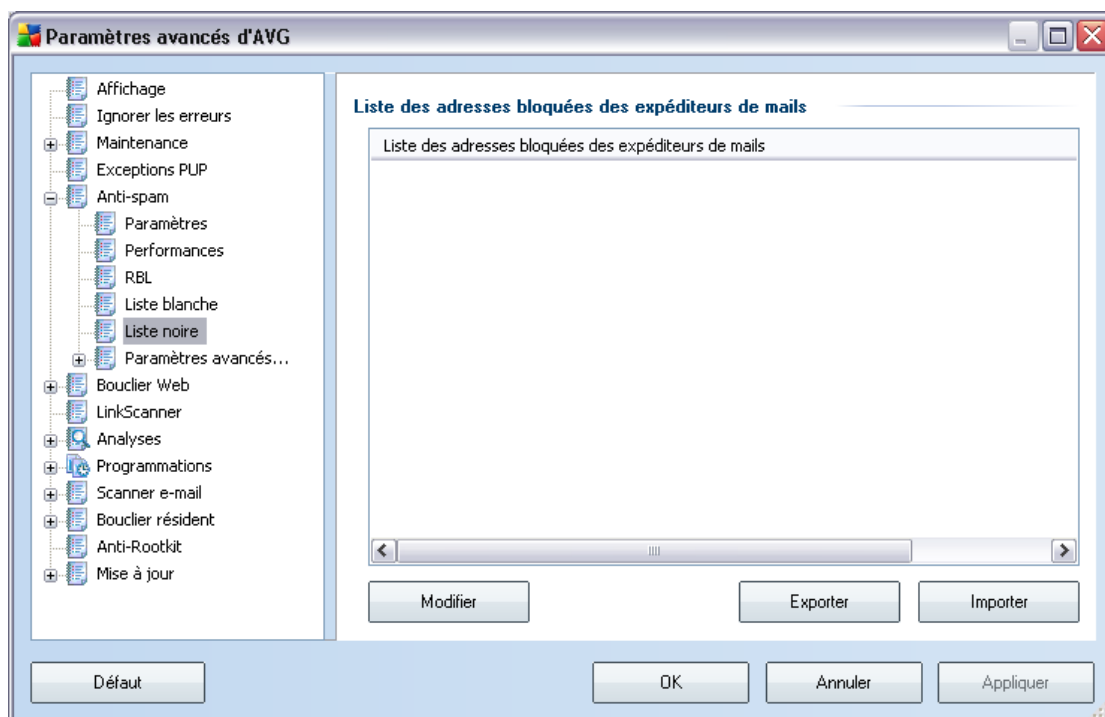 Paramètres avancés d'AVG
Affichage
Ignorer les erreurs
Maintenance
Exceptions PUP
Anti-spam
Paramètres
Performances
RBL
Liste blanche
Liste noire
Paramètres avancés...
Bouclier Web
LinkScanner
Analyses
Programmations
Scanner e-mail
Bouclier résident
Anti-Rootkit
Mise à jour
Liste des adresses bloquées des expéditeurs de mails
Liste des adresses bloquées des expéditeurs de mails
Modifier
Exporter
Importer
Défaut
OK
Annuler
Appliquer